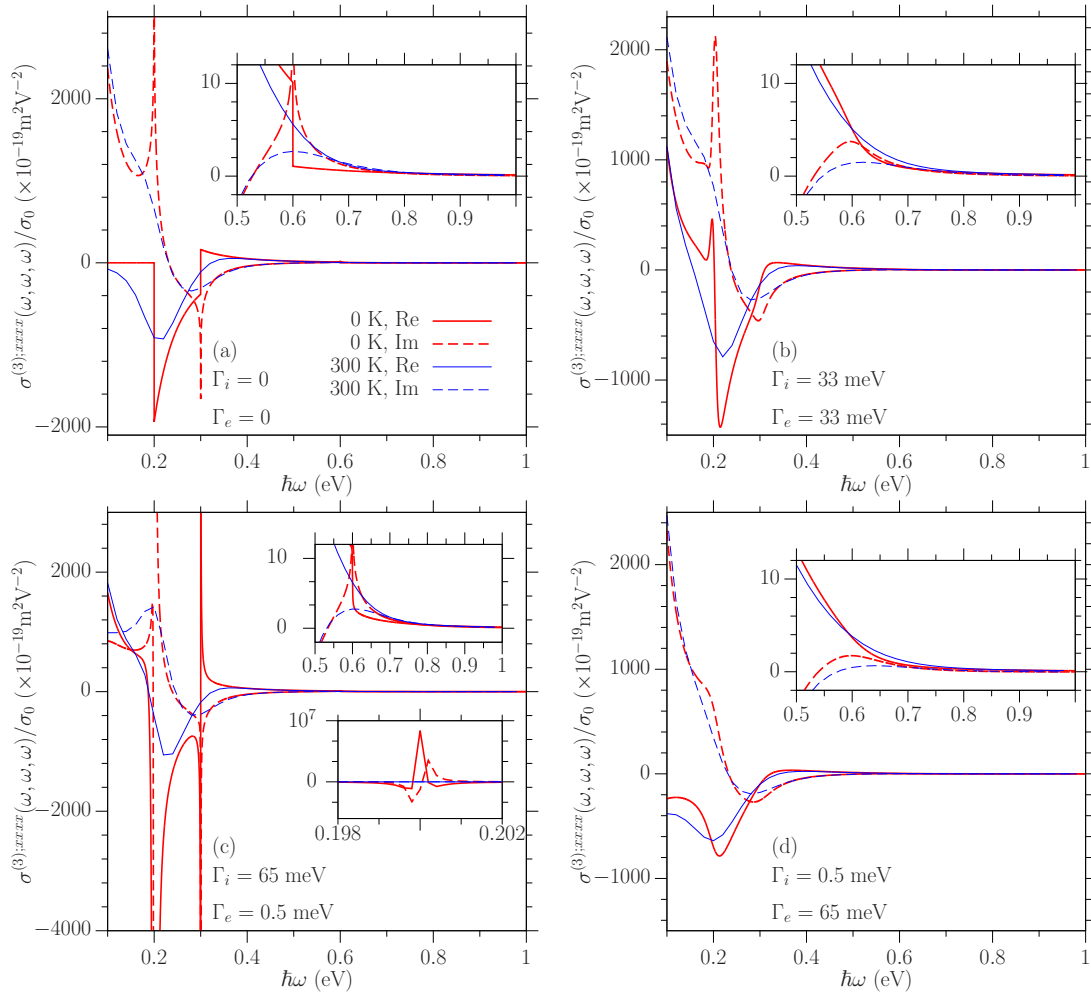 σ^{(3);xxxx}(ω, ω, ω)/σ_0 (×10^{−19}m^2V^{−2})
2000
0
−2000
10
0
0.5 0.6 0.7 0.8 0.9
0 K, Re
0 K, Im
300 K, Re
300 K, Im
(a)
Γ_i = 0
Γ_e = 0
0.2 0.4 0.6 0.8 1
ħω (eV)
σ^{(3);xxxx}(ω, ω, ω)/σ_0 (×10^{−19}m^2V^{−2})
2000
1000
0
−1000
10
0
0.5 0.6 0.7 0.8 0.9
(b)
Γ_i = 33 meV
Γ_e = 33 meV
0.2 0.4 0.6 0.8 1
ħω (eV)
σ^{(3);xxxx}(ω, ω, ω)/σ_0 (×10^{−19}m^2V^{−2})
2000
0
−2000
−4000
10
0
0.5 0.6 0.7 0.8 0.9 1
10^7
0
0.198 0.202
(c)
Γ_i = 65 meV
Γ_e = 0.5 meV
0.2 0.4 0.6 0.8 1
ħω (eV)
σ^{(3);xxxx}(ω, ω, ω)/σ_0 (×10^{−19}m^2V^{−2})
2000
1000
0
−1000
10
0
0.5 0.6 0.7 0.8 0.9
(d)
Γ_i = 0.5 meV
Γ_e = 65 meV
0.2 0.4 0.6 0.8 1
ħω (eV)